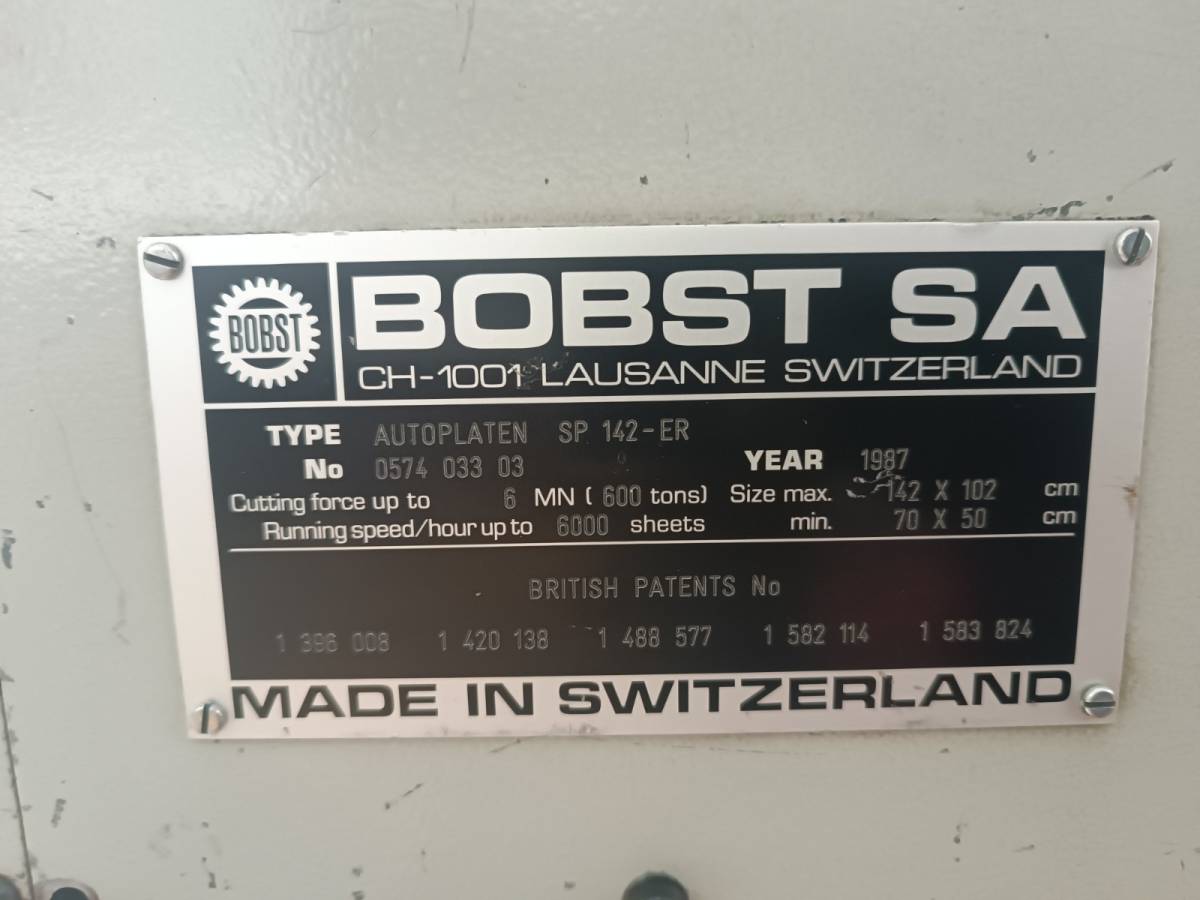 BOBST
BOBST SA
CH-1001 LAUSANNE SWITZERLAND
TYPE AUTOPLATEN SP 142-ER
No 0574 033 03 YEAR 1987
Cutting force up to 6 MN ( 600 tons) Size max. 142 X 102 cm
Running speed/hour up to 6000 sheets min. 70 X 50 cm
BRITISH PATENTS No
1 396 008 1 420 138 1 488 577 1 582 114 1 583 824
MADE IN SWITZERLAND